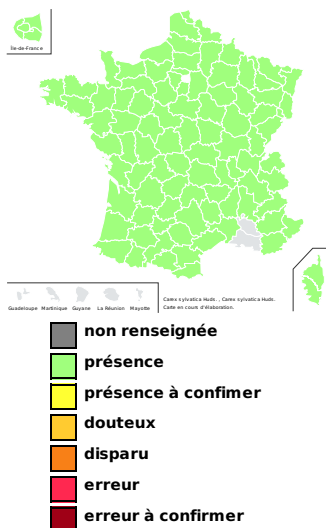 Île-de-France
Carex sylvatica Huds. , Carex sylvatica Huds.
Carte en cours d'élaboration.
Guadeloupe Martinique Guyane La Réunion Mayotte
non renseignée
présence
présence à confimer
douteux
disparu
erreur
erreur à confirmer